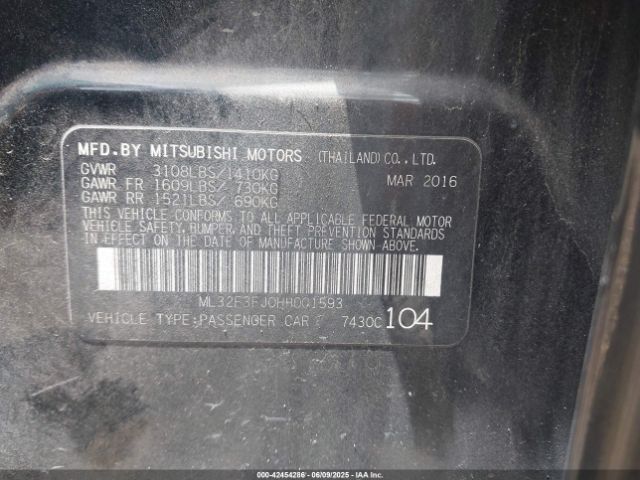 MFD.BY MITSUBISHI MOTORS (THAILAND) CO., LTD.
GVWR 3108LBS/1410KG MAR 2016
GAWR FR 1609LBS/ 730KG
GAWR RR 1521LBS/ 690KG
THIS VEHICLE CONFORMS TO ALL APPLICABLE FEDERAL MOTOR
VEHICLE SAFETY, BUMPER, AND THEFT PREVENTION STANDARDS
IN EFFECT ON THE DATE OF MANUFACTURE SHOWN ABOVE.
ML32F3FJ0HH001593
VEHICLE TYPE:PASSENGER CAR 7430C 104
000-42454286 | 06/09/2025 | IAAI.CA